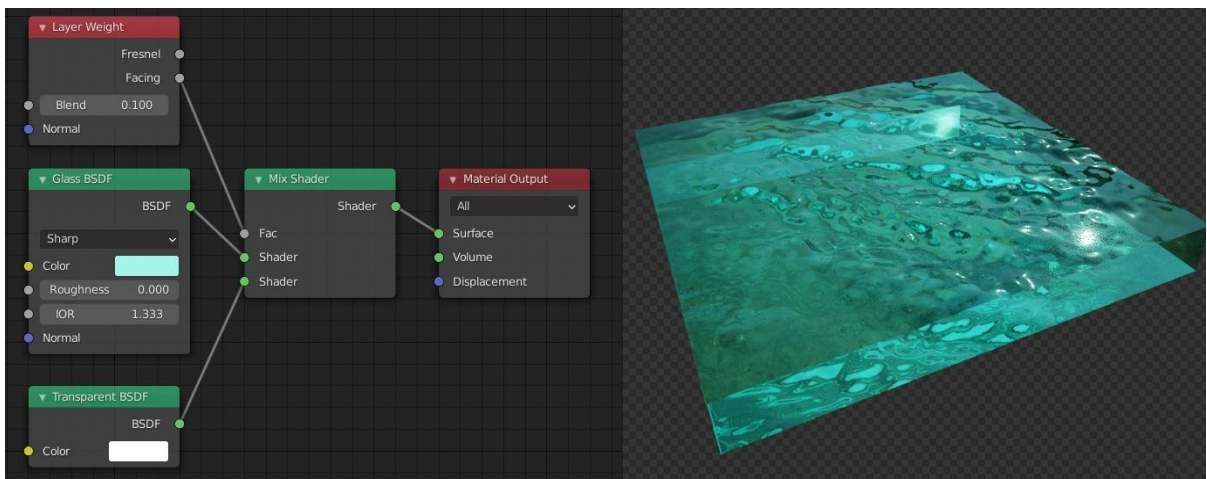 Layer Weight
Fresnel
Facing
Blend 0.100
Normal
Glass BSDF
BSDF
Sharp
Color
Roughness 0.000
IOR 1.333
Normal
Transparent BSDF
BSDF
Color
Mix Shader
Shader
Fac
Shader
Shader
Material Output
All
Surface
Volume
Displacement